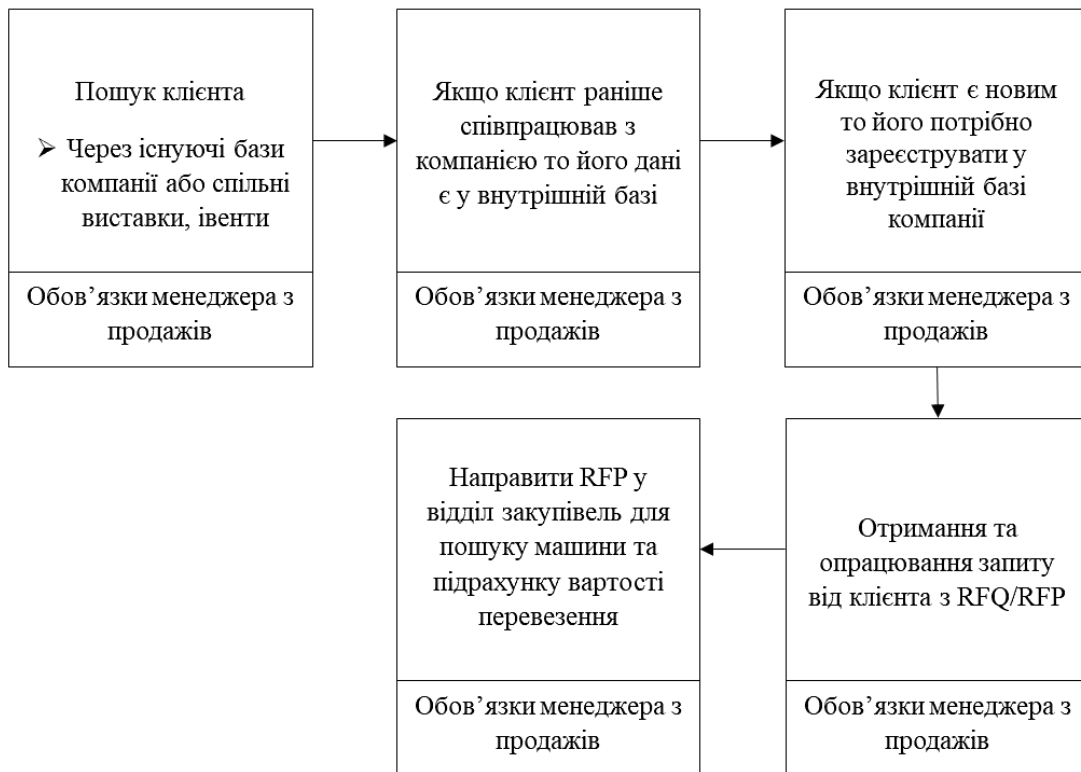 Пошук клієнта
➢ Через існуючі бази
компанії або спільні
виставки, івенти
Обов’язки менеджера з
продажів
Якщо клієнт раніше
співпрацював з
компанією то його дані
є у внутрішній базі
Обов’язки менеджера з
продажів
Якщо клієнт є новим
то його потрібно
зареєструвати у
внутрішній базі
компанії
Обов’язки менеджера з
продажів
Отримання та
опрацювання запиту
від клієнта з RFQ/RFP
Обов’язки менеджера з
продажів
Направити RFP у
відділ закупівель для
пошуку машини та
підрахунку вартості
перевезення
Обов’язки менеджера з
продажів